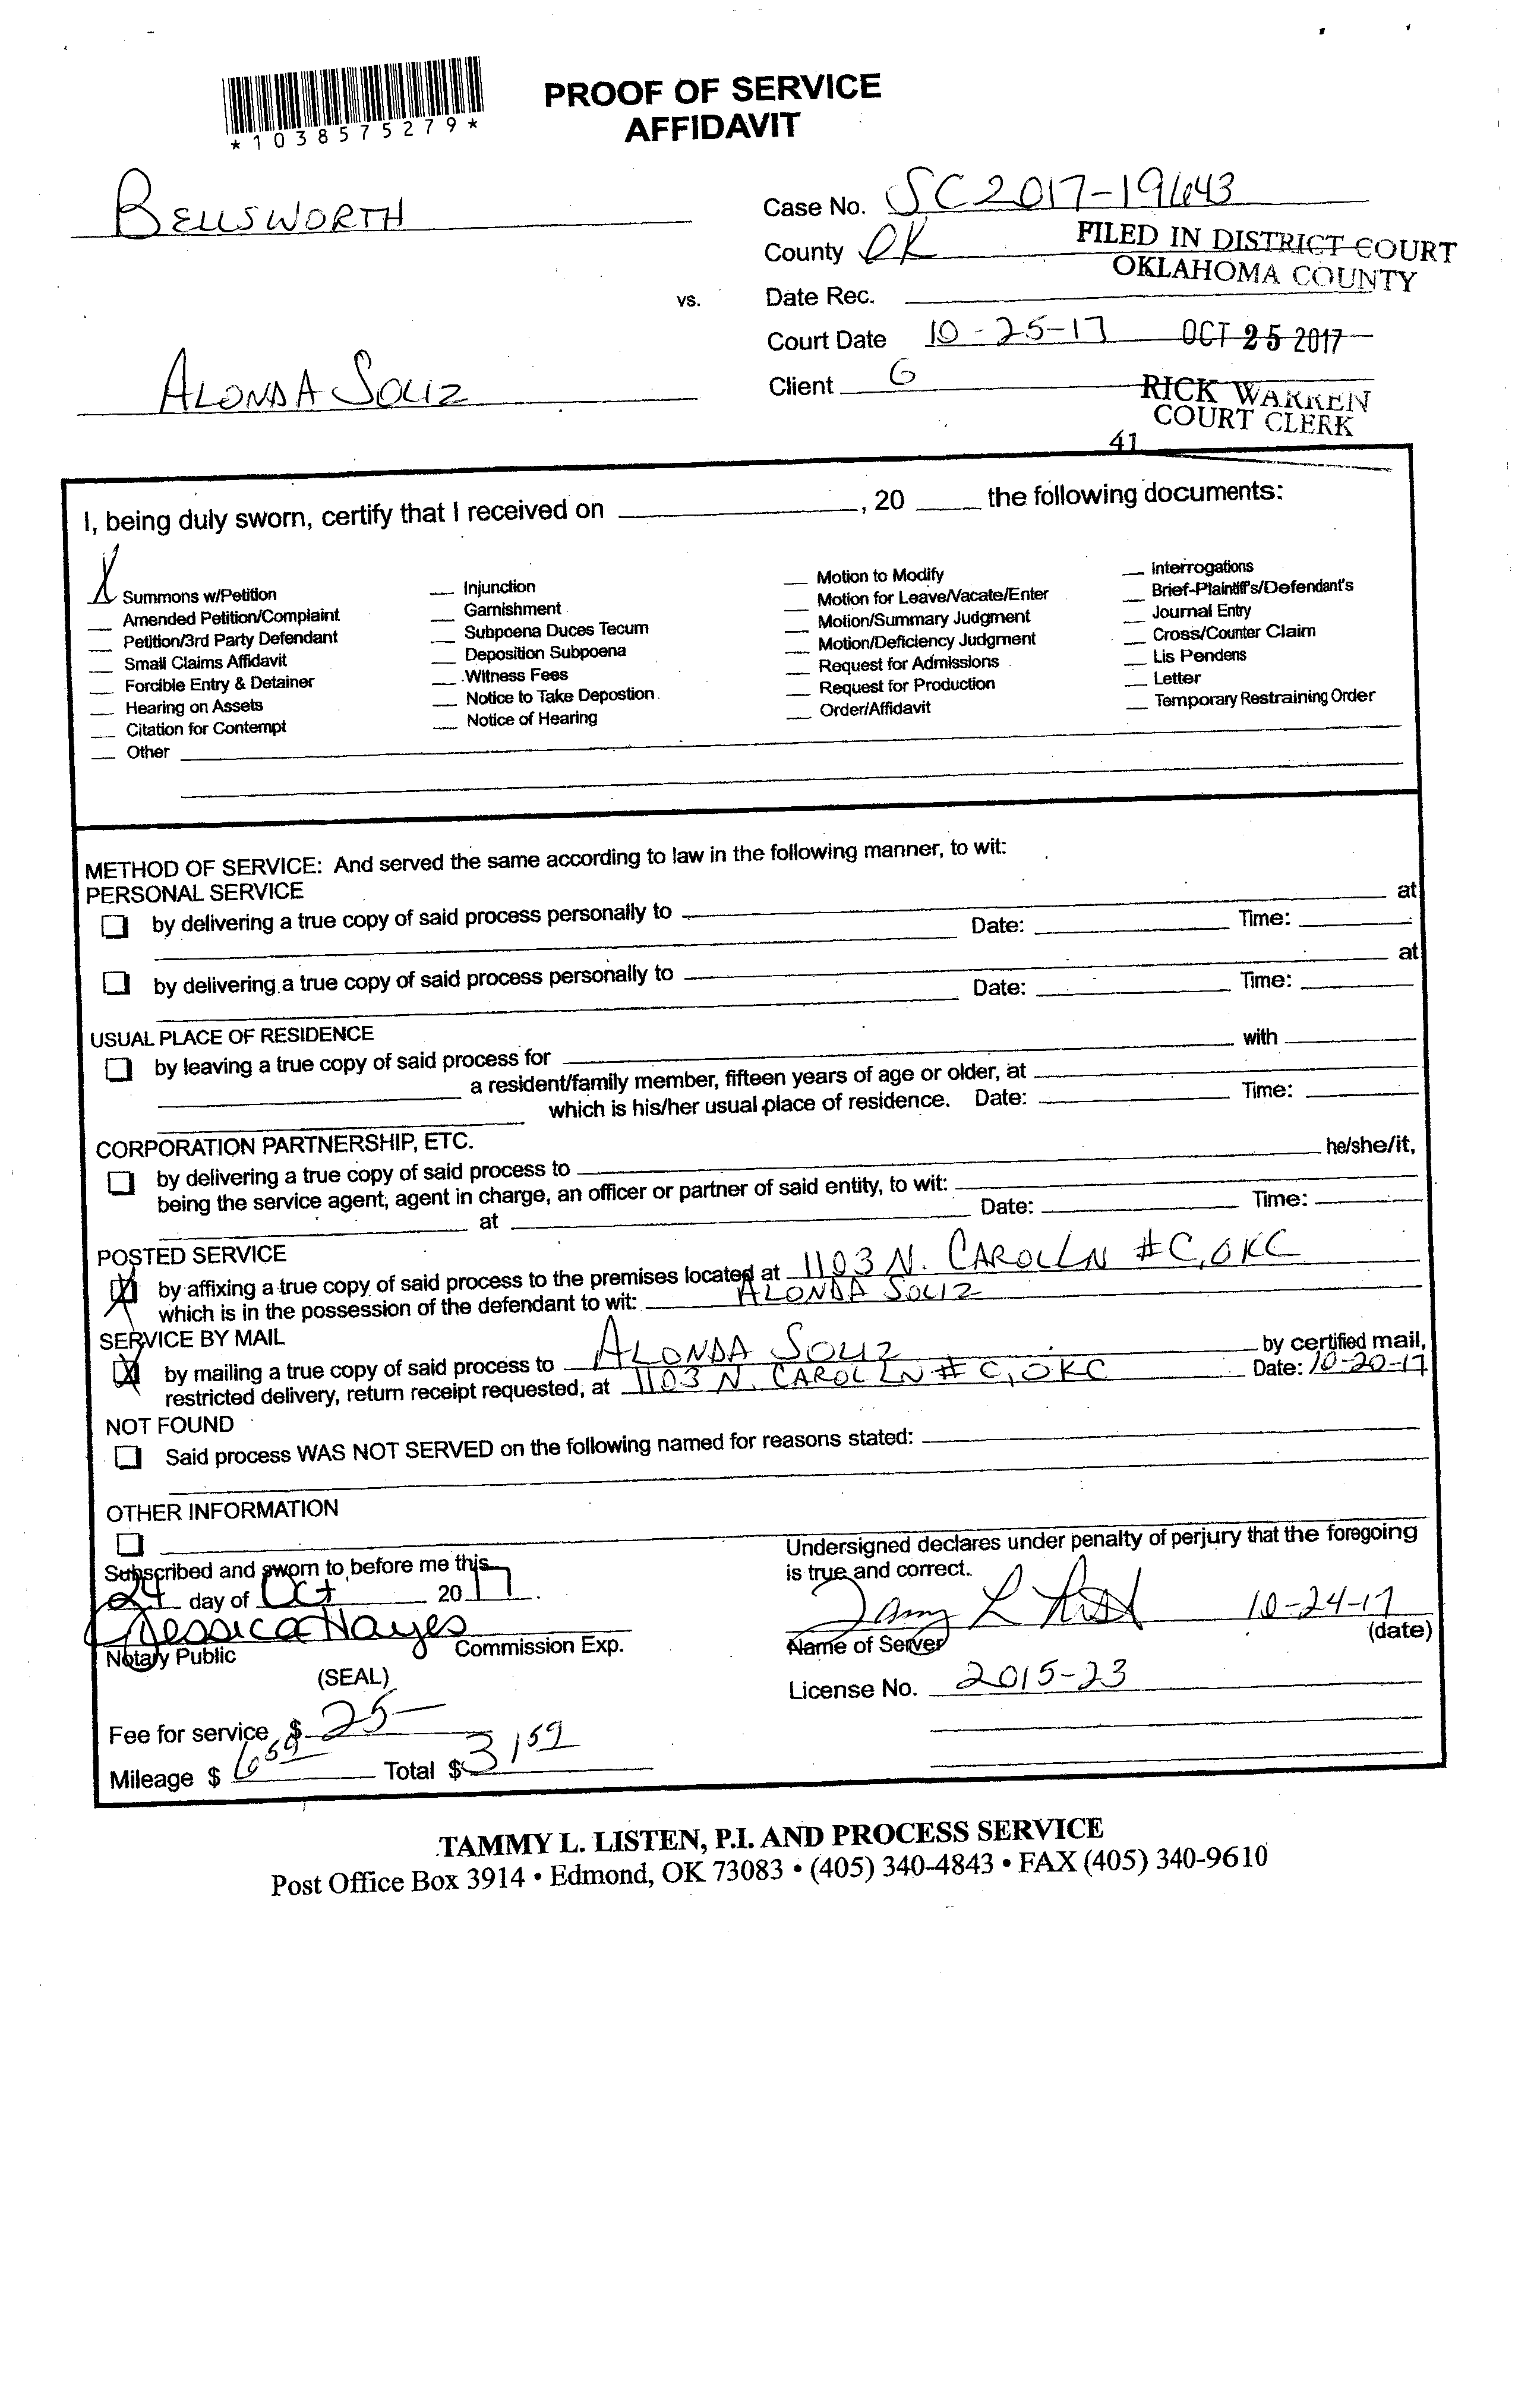 PROOF OF SERVICE
AFFIDAVIT
*1038575279*
BELLSWORTH
Case No. SC2017-19643
County OK
FILED IN DISTRICT COURT
OKLAHOMA COUNTY
vs.
Date Rec.
Court Date 10-25-17 OCT 25 2017
ALONDA SOLIZ
Client G
RICK WARREN
COURT CLERK
41
I, being duly sworn, certify that I received on ____, 20 ____ the following documents:
X Summons w/Petition
__ Amended Petition/Complaint
__ Petition/3rd Party Defendant
__ Small Claims Affidavit
__ Forcible Entry & Detainer
__ Hearing on Assets
__ Citation for Contempt
__ Other
__ Injunction
__ Garnishment
__ Subpoena Duces Tecum
__ Deposition Subpoena
__ Witness Fees
__ Notice to Take Depostion
__ Notice of Hearing
__ Motion to Modify
__ Motion for Leave/Vacate/Enter
__ Motion/Summary Judgment
__ Motion/Deficiency Judgment
__ Request for Admissions
__ Request for Production
__ Order/Affidavit
__ Interrogations
__ Brief-Plaintiff's/Defendant's
__ Journal Entry
__ Cross/Counter Claim
__ Lis Pendens
__ Letter
__ Temporary Restraining Order
METHOD OF SERVICE: And served the same according to law in the following manner, to wit:
PERSONAL SERVICE
by delivering a true copy of said process personally to ____ at
Date: ____ Time: ____
by delivering a true copy of said process personally to ____ at
Date: ____ Time: ____
USUAL PLACE OF RESIDENCE
by leaving a true copy of said process for ____ with ____
____ a resident/family member, fifteen years of age or older, at ____
____ which is his/her usual place of residence. Date: ____ Time: ____
CORPORATION PARTNERSHIP, ETC.
by delivering a true copy of said process to ____ he/she/it,
being the service agent, agent in charge, an officer or partner of said entity, to wit: ____
____ at ____ Date: ____ Time: ____
POSTED SERVICE
X by affixing a true copy of said process to the premises located at 1103 N. CAROL LN #C, OKC
which is in the possession of the defendant to wit: ALONDA SOLIZ
SERVICE BY MAIL
X by mailing a true copy of said process to ALONDA SOLIZ by certified mail,
restricted delivery, return receipt requested, at 1103 N. CAROL LN # C, OKC Date: 10-20-17
NOT FOUND
Said process WAS NOT SERVED on the following named for reasons stated: ____
OTHER INFORMATION
Subscribed and sworn to before me this
24 day of Oct 2017.
Jessica Hayes
Notary Public Commission Exp.
(SEAL)
Fee for service $ 25-
Mileage $ 6 59 Total $ 31 59
Undersigned declares under penalty of perjury that the foregoing
is true and correct.
10-24-17
Name of Server (date)
License No. 2015-23
TAMMY L. LISTEN, P.I. AND PROCESS SERVICE
Post Office Box 3914 • Edmond, OK 73083 • (405) 340-4843 • FAX (405) 340-9610